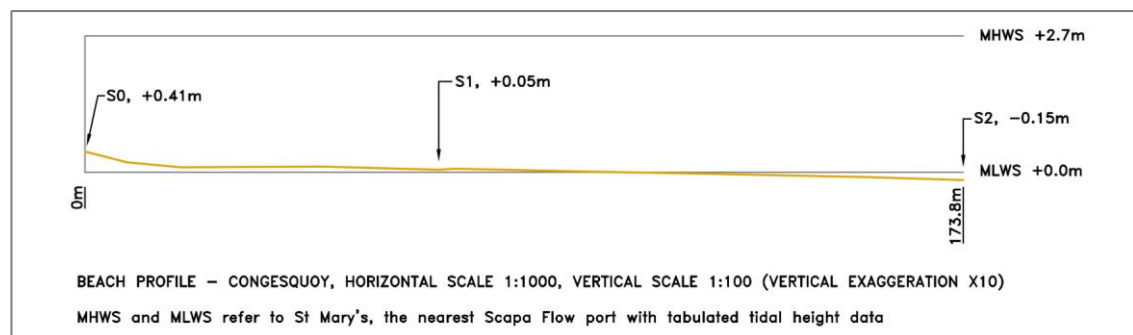 MHWS +2.7m
S0, +0.41m
S1, +0.05m
S2, -0.15m
MLWS +0.0m
0m
173.8m
BEACH PROFILE – CONGESQUOY, HORIZONTAL SCALE 1:1000, VERTICAL SCALE 1:100 (VERTICAL EXAGGERATION X10)
MHWS and MLWS refer to St Mary's, the nearest Scapa Flow port with tabulated tidal height data